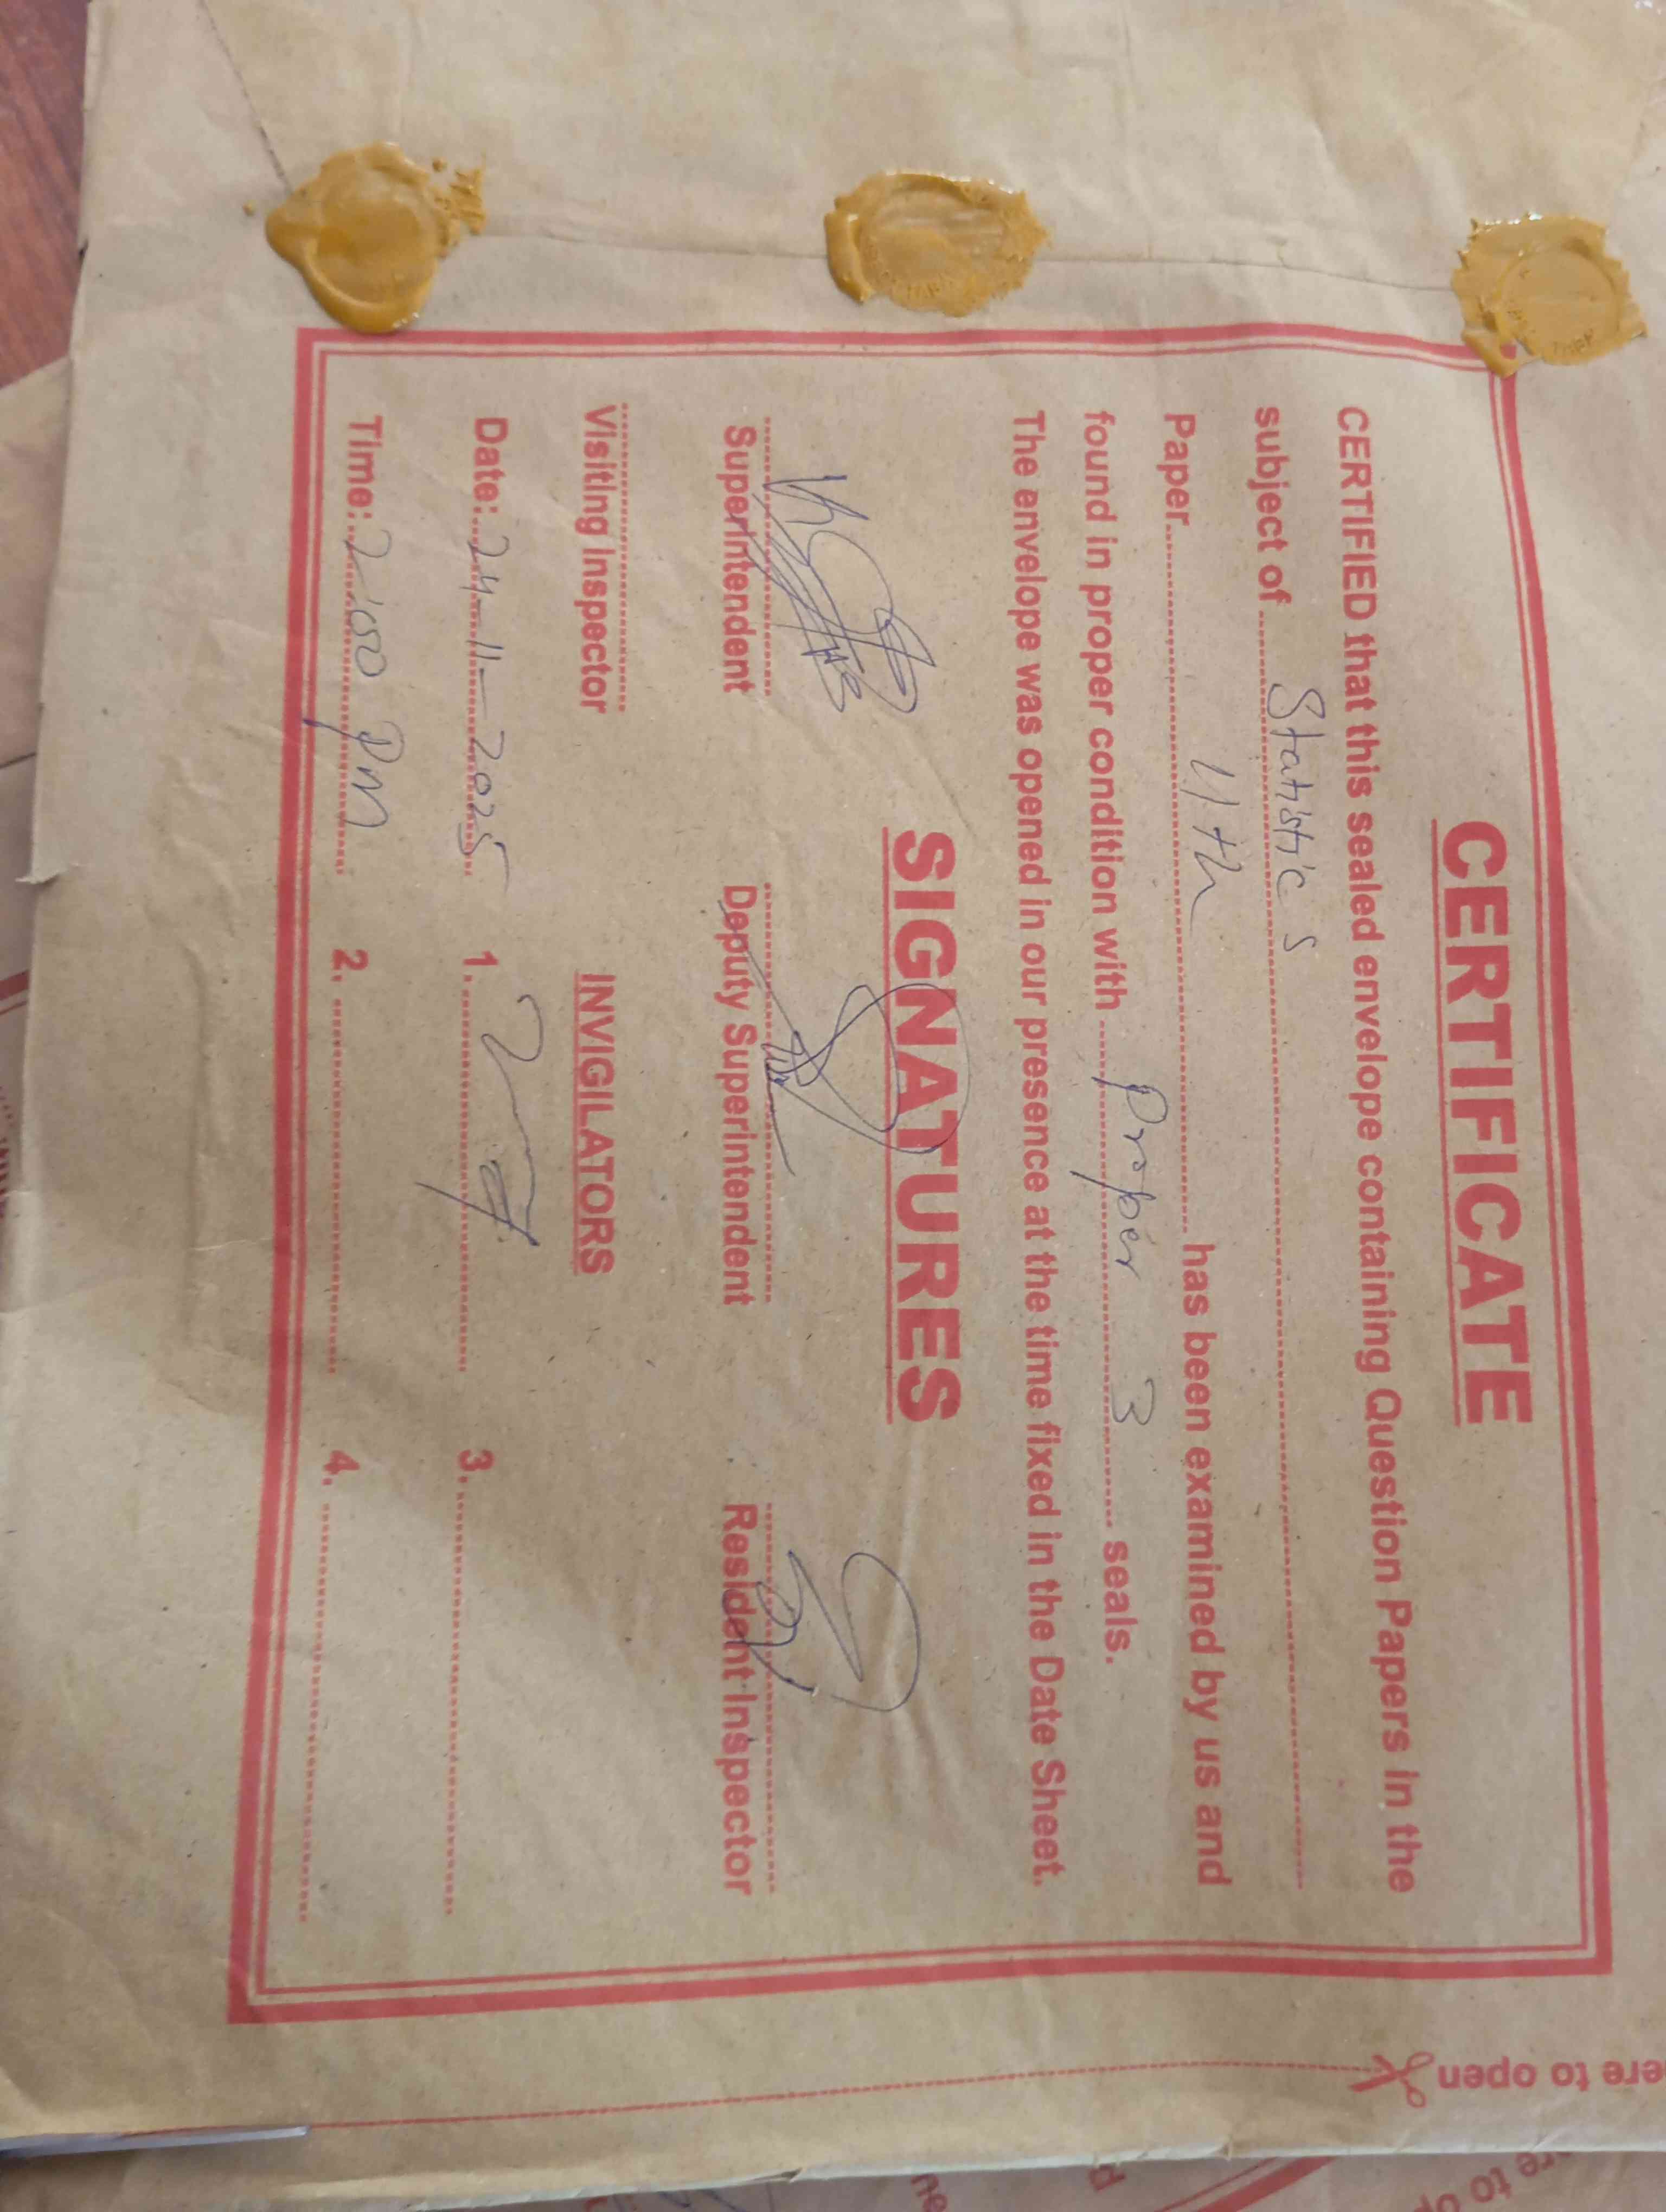 CERTIFICATE
CERTIFIED that this sealed envelope containing Question Papers in the
subject of Statistics
Paper 11th has been examined by us and
found in proper condition with proper 3 seals.
The envelope was opened in our presence at the time fixed in the Date Sheet.
SIGNATURES
Superintendent Deputy Superintendent Resident Inspector
Visiting Inspector INVIGILATORS
Date: 24-11-2025 1. 3.
Time: 2:00 PM 2. 4.
ere to open